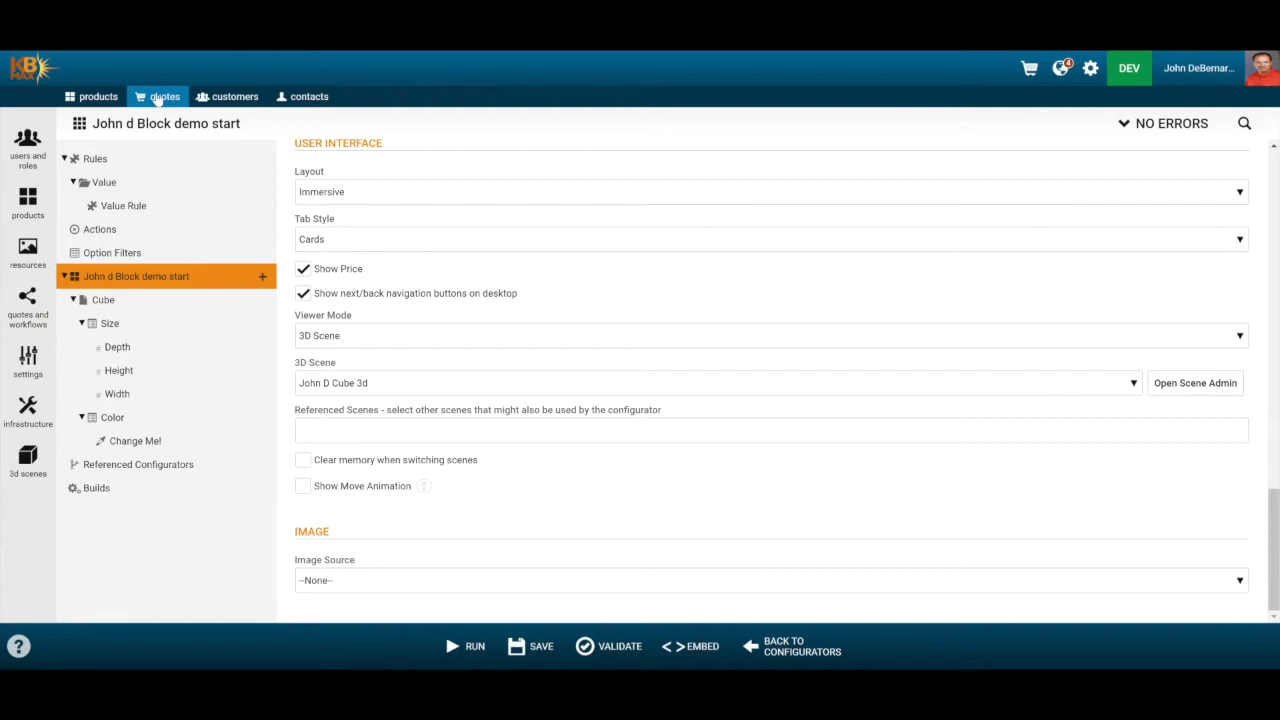 KB
MAX
4
DEV
John DeBernar...
products
quotes
customers
contacts
John d Block demo start
NO ERRORS
users and
roles
products
resources
quotes and
workflows
settings
infrastructure
3d scenes
Rules
Value
Value Rule
Actions
Option Filters
John d Block demo start
+
Cube
Size
# Depth
# Height
# Width
Color
Change Me!
Referenced Configurators
Builds
USER INTERFACE
Layout
Immersive
Tab Style
Cards
Show Price
Show next/back navigation buttons on desktop
Viewer Mode
3D Scene
3D Scene
John D Cube 3d
Open Scene Admin
Referenced Scenes - select other scenes that might also be used by the configurator
Clear memory when switching scenes
Show Move Animation ?
IMAGE
Image Source
--None--
?
RUN
SAVE
VALIDATE
< > EMBED
BACK TO
CONFIGURATORS